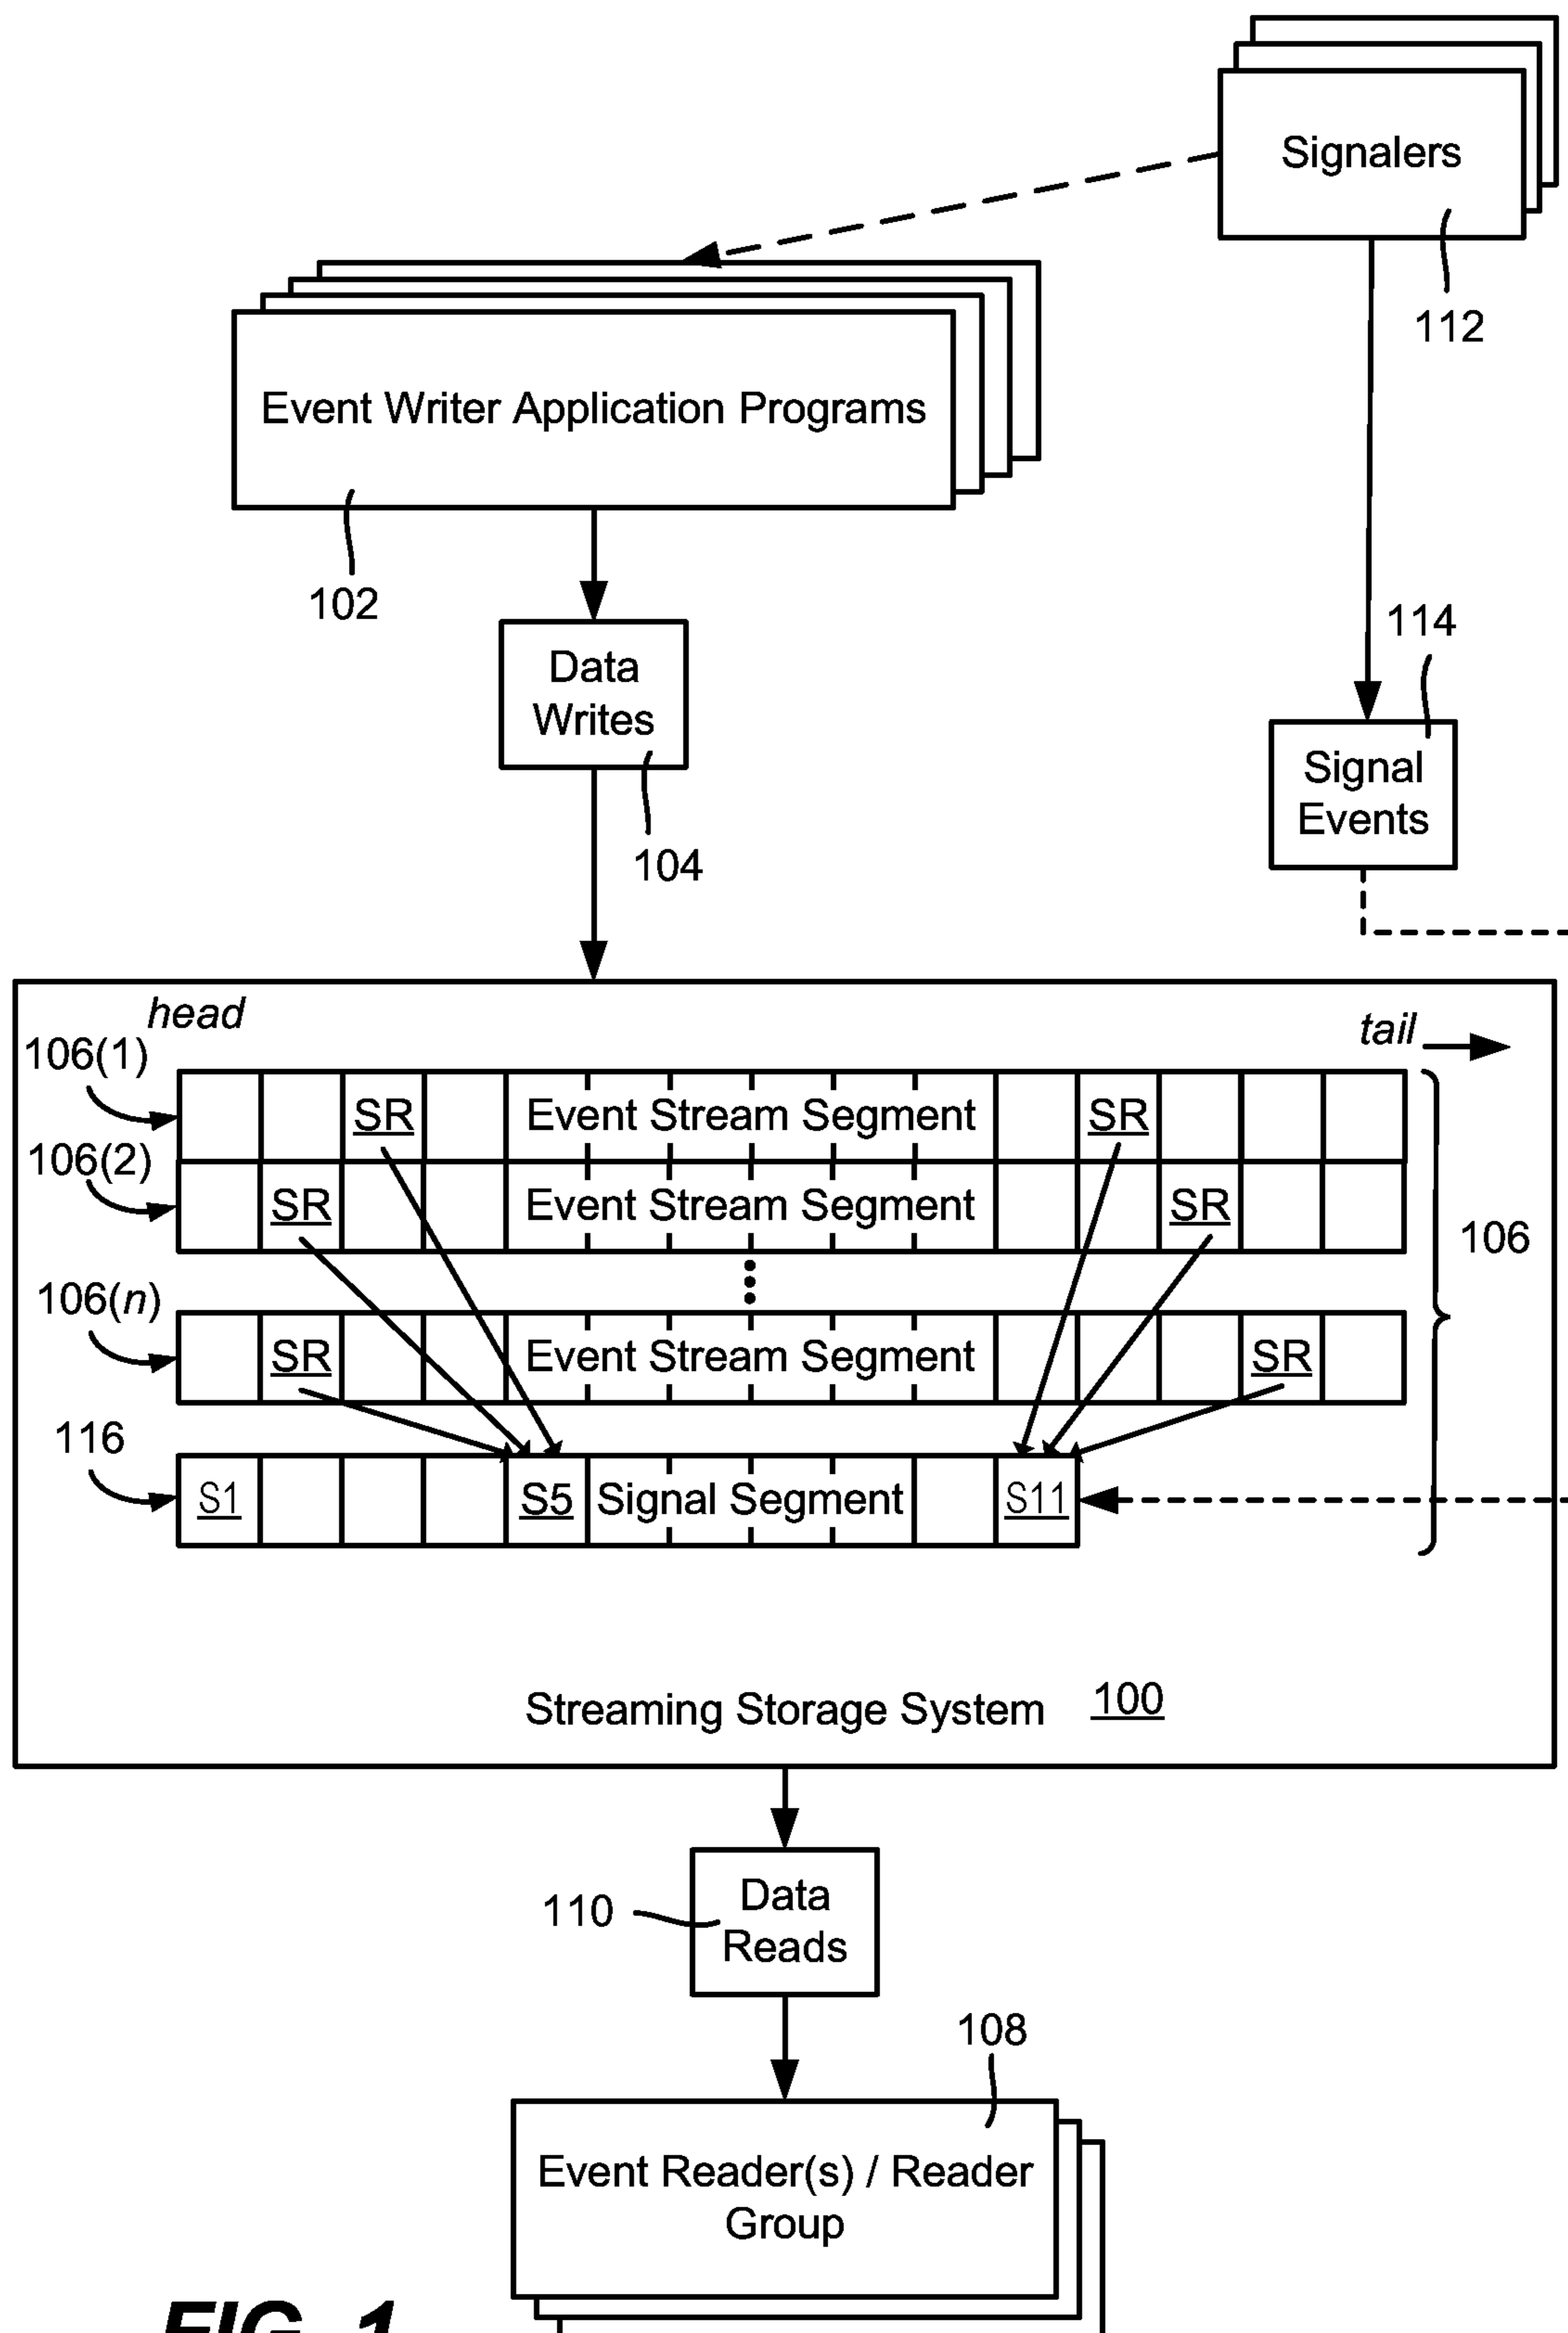 Signalers
112
Event Writer Application Programs
102
114
Data
Writes
104
Signal
Events
head
tail
106(1)
SR Event Stream Segment SR
106(2)
SR Event Stream Segment SR
106
106(n)
SR Event Stream Segment SR
116
S1 S5 Signal Segment S11
Streaming Storage System 100
110
Data
Reads
108
Event Reader(s) / Reader
Group
FIG. 1